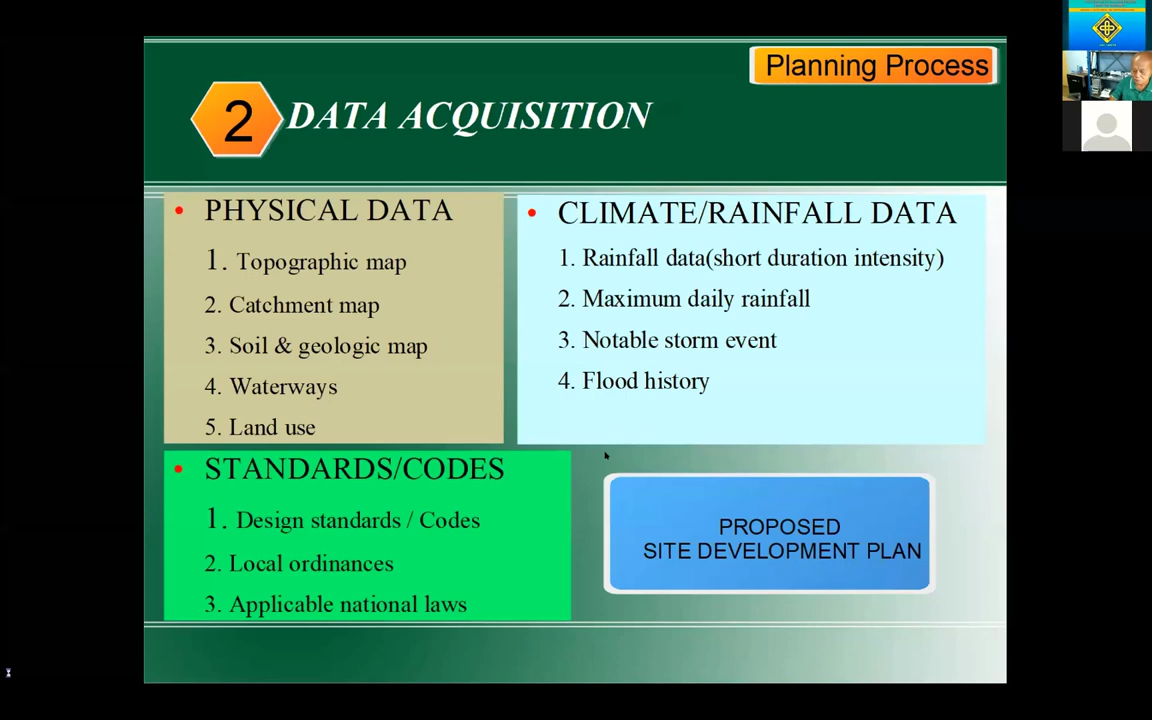 Planning Process
2 DATA ACQUISITION
• PHYSICAL DATA
1. Topographic map
2. Catchment map
3. Soil & geologic map
4. Waterways
5. Land use
• CLIMATE/RAINFALL DATA
1. Rainfall data(short duration intensity)
2. Maximum daily rainfall
3. Notable storm event
4. Flood history
• STANDARDS/CODES
1. Design standards / Codes
2. Local ordinances
3. Applicable national laws
PROPOSED
SITE DEVELOPMENT PLAN